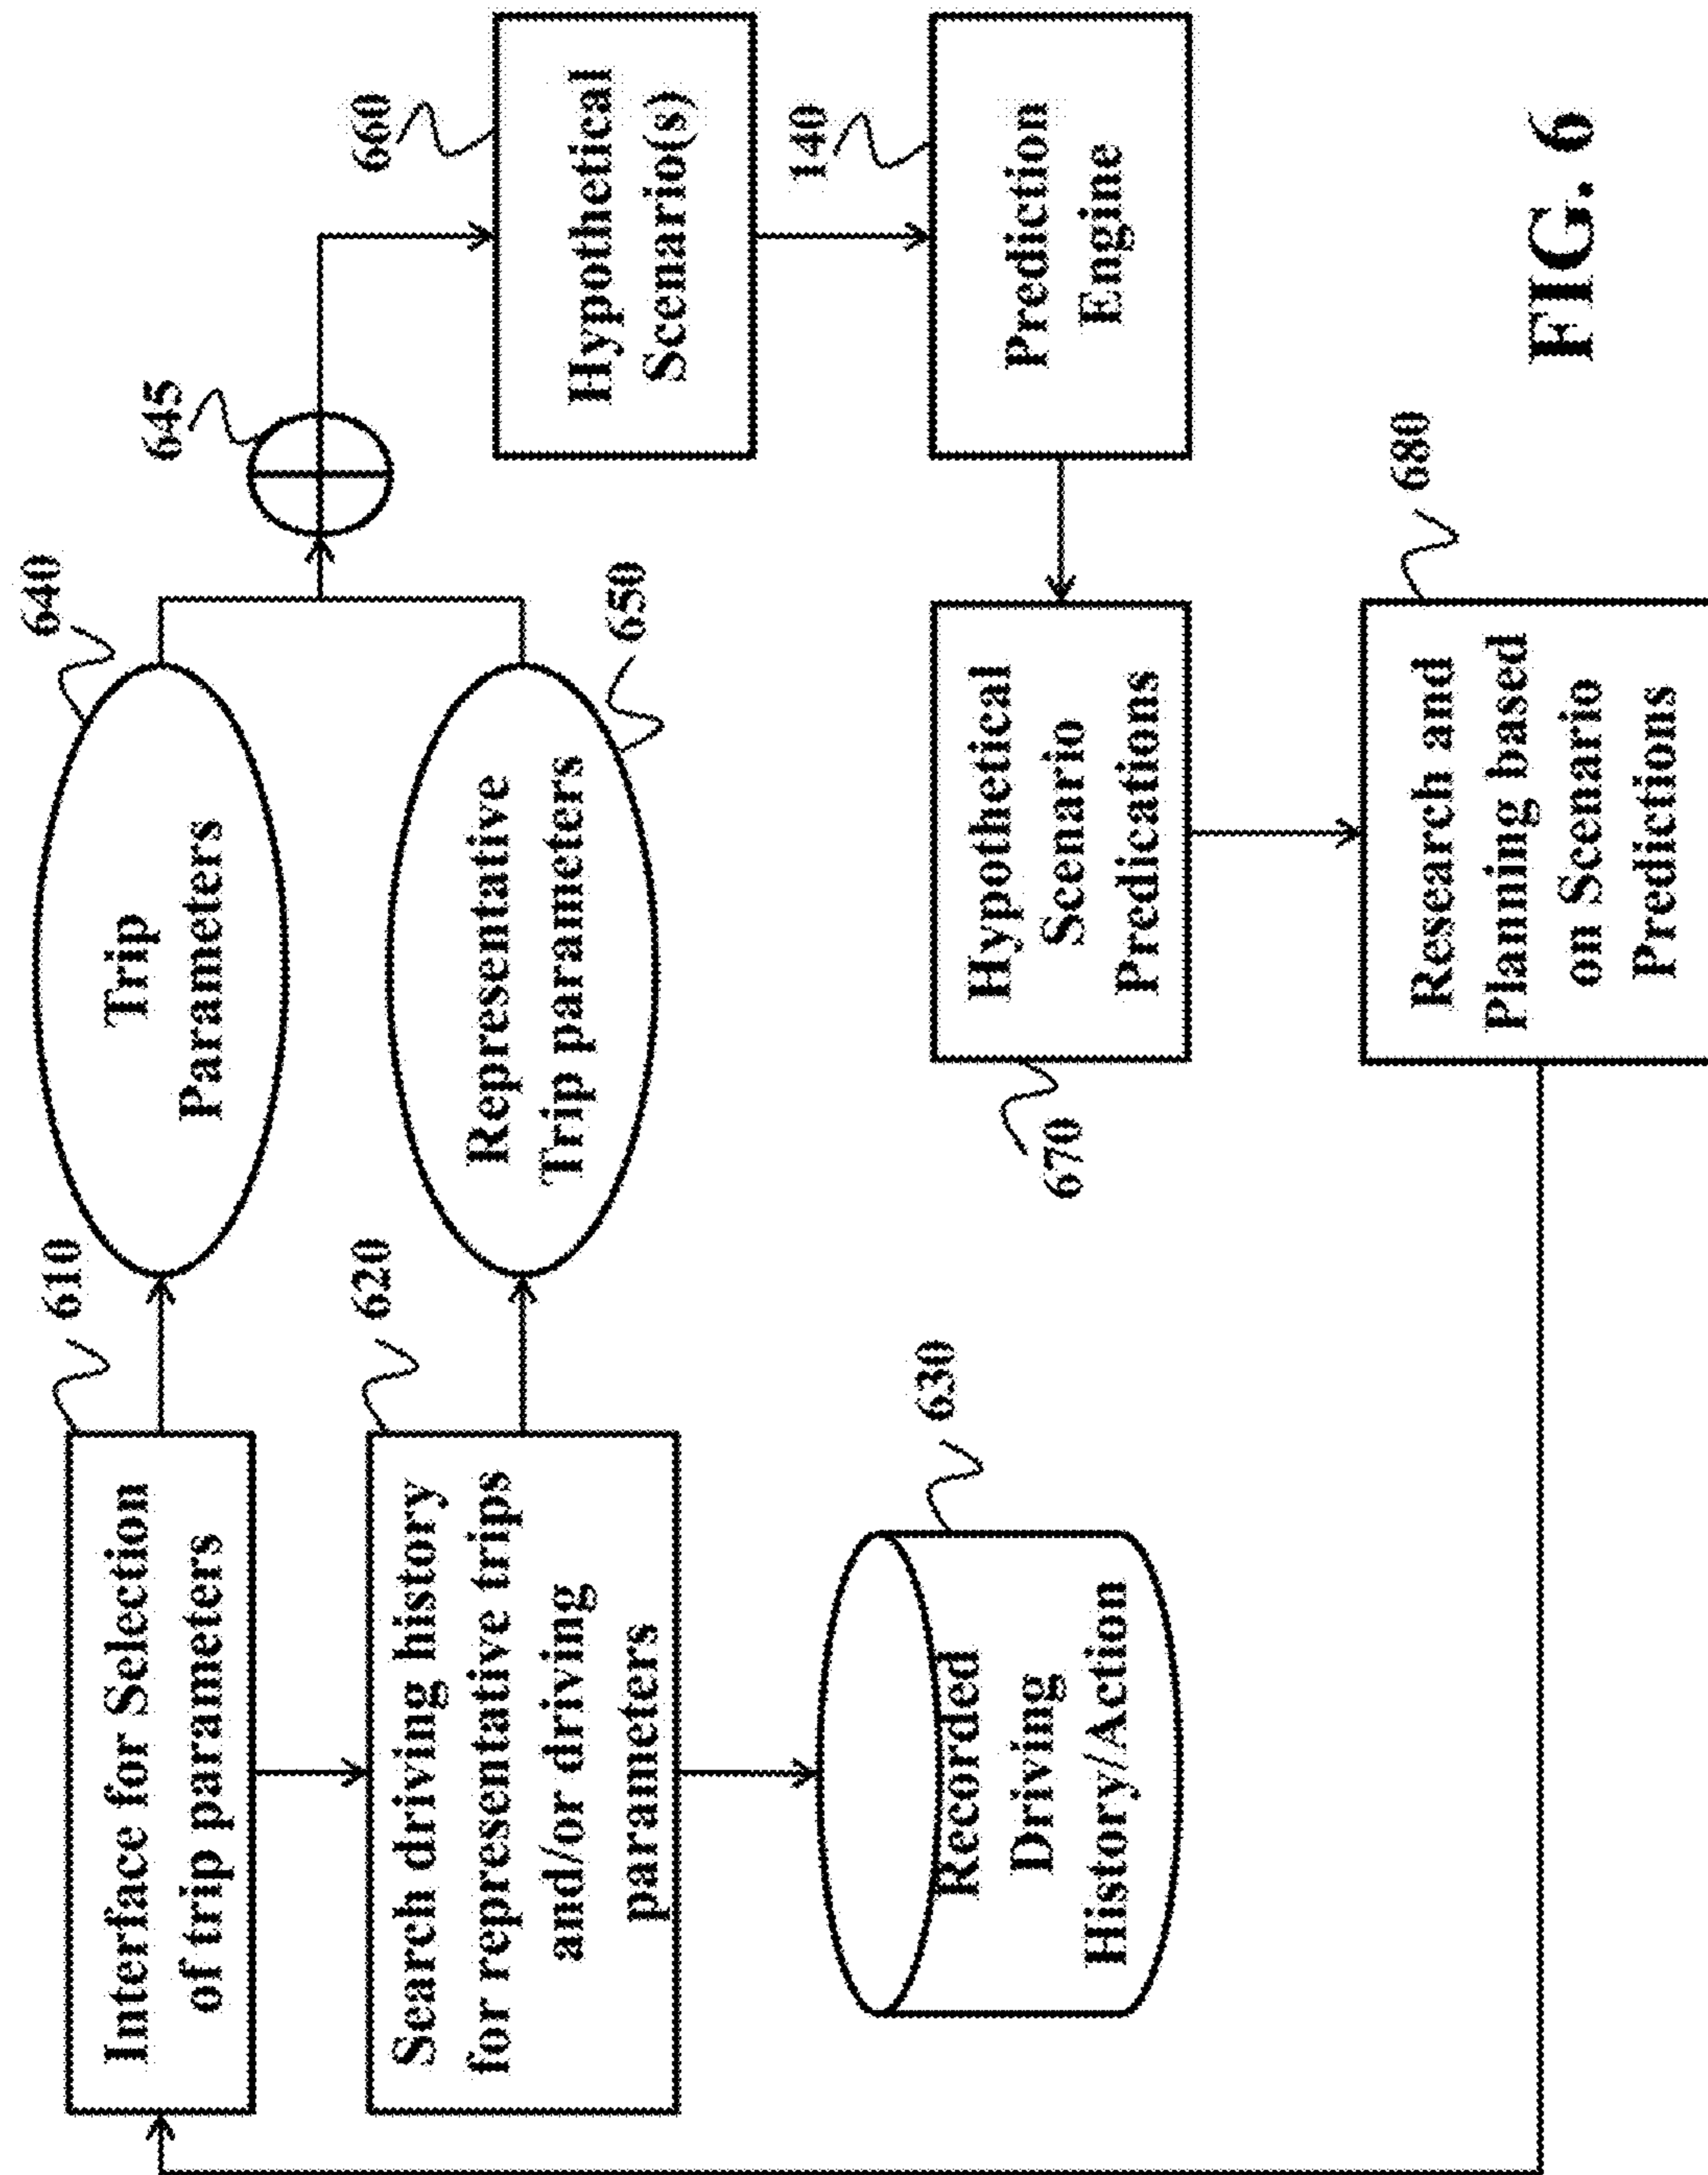 610
Interface for Selection
of trip parameters
640
Trip
Parameters
645
620
Search driving history
for representative trips
and/or driving
parameters
650
Representative
Trip parameters
660
Hypothetical
Scenario(s)
630
Recorded
Driving
History/Action
670
Hypothetical
Scenario
Predications
140
Prediction
Engine
680
Research and
Planning based
on Scenario
Predictions
FIG. 6